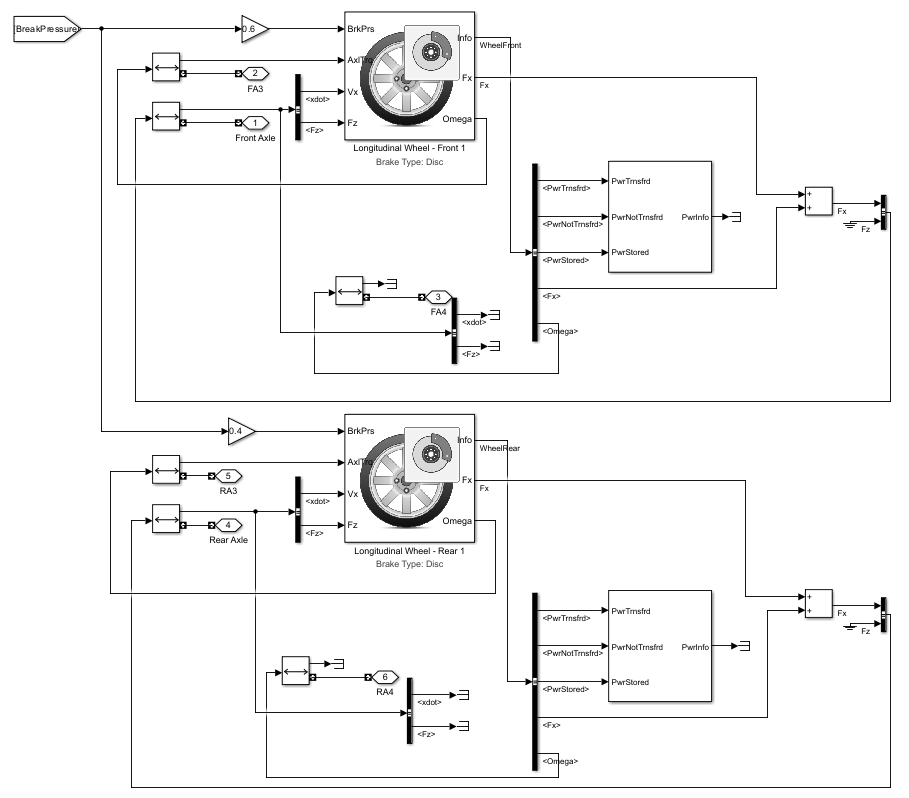 BreakPressure
0.6
BrkPrs
Info
WheelFront
AxlTrq
2
FA3
Fx
Fx
Vx
<xdot>
1
Front Axle
Fz
<Fz>
Omega
Longitudinal Wheel - Front 1
Brake Type: Disc
<PwrTrnsfrd>
PwrTrnsfrd
+
+
Fx
<PwrNotTrnsfrd>
PwrNotTrnsfrd
PwrInfo
Fz
<PwrStored>
PwrStored
3
FA4
<Fx>
<xdot>
<Omega>
<Fz>
0.4
BrkPrs
Info
WheelRear
AxlTrq
5
RA3
Fx
Fx
Vx
<xdot>
4
Rear Axle
Fz
<Fz>
Omega
Longitudinal Wheel - Rear 1
Brake Type: Disc
<PwrTrnsfrd>
PwrTrnsfrd
+
+
Fx
Fz
<PwrNotTrnsfrd>
PwrNotTrnsfrd
PwrInfo
<PwrStored>
PwrStored
6
RA4
<xdot>
<Fx>
<Fz>
<Omega>